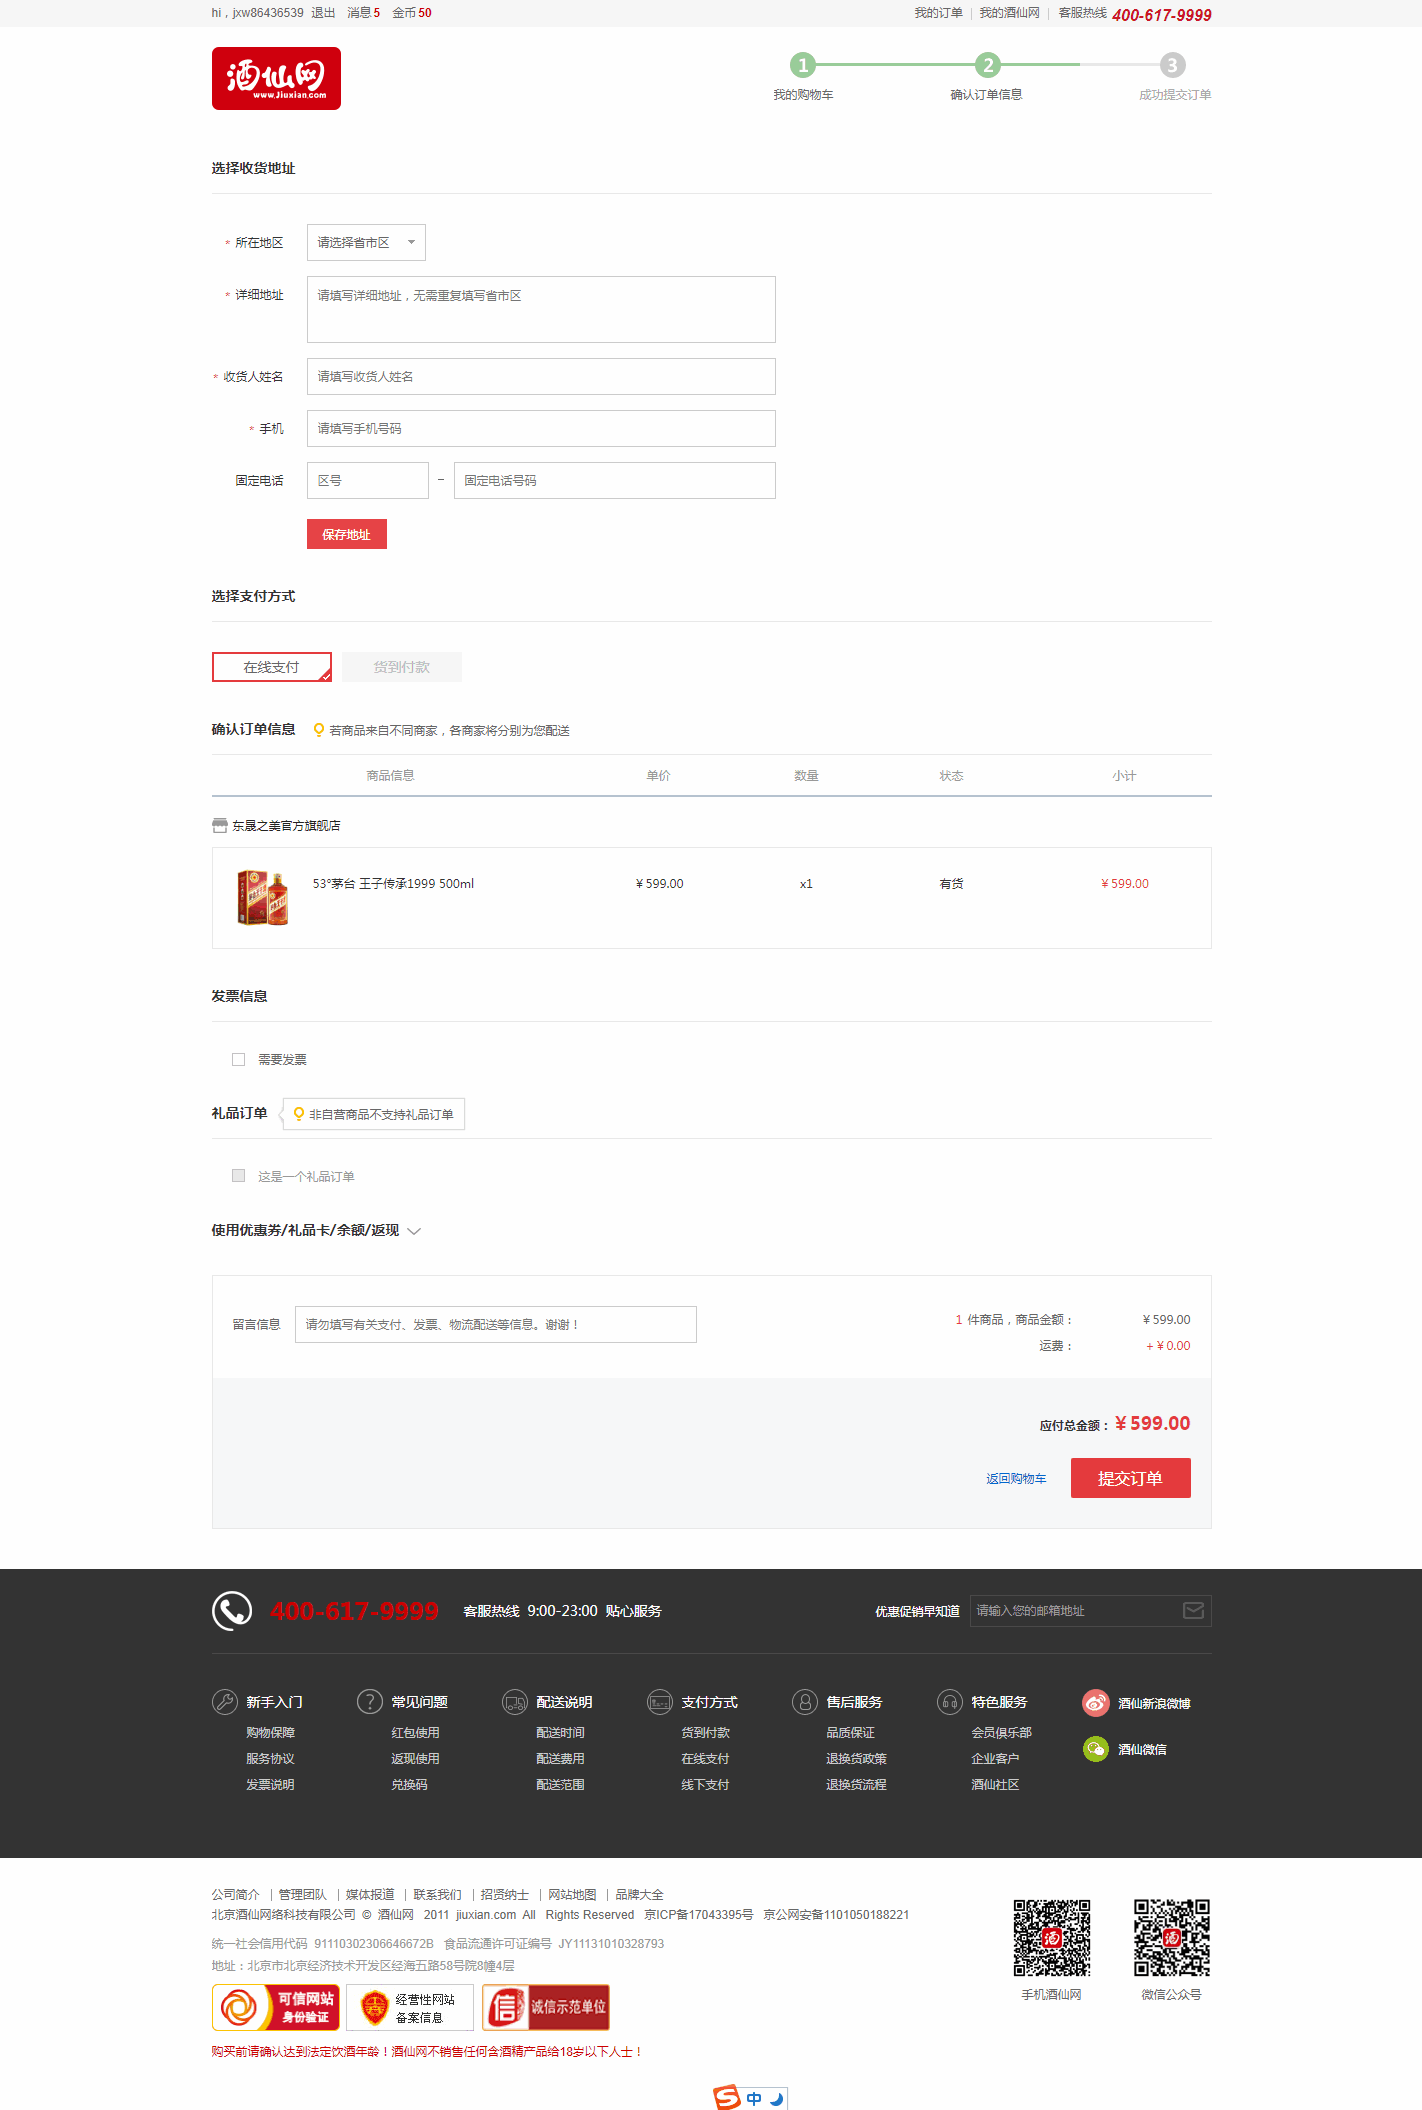 hi，jxw86436539 退出 消息5 金币50
我的订单 | 我的酒仙网 | 客服热线 400-617-9999
酒仙网
www.Jiuxian.com
1 2 3
我的购物车 确认订单信息 成功提交订单
选择收货地址
* 所在地区 请选择省市区
* 详细地址 请填写详细地址，无需重复填写省市区
* 收货人姓名 请填写收货人姓名
* 手机 请填写手机号码
固定电话 区号 – 固定电话号码
保存地址
选择支付方式
在线支付 货到付款
确认订单信息 若商品来自不同商家，各商家将分别为您配送
商品信息 单价 数量 状态 小计
东晟之美官方旗舰店
53°茅台 王子传承1999 500ml ￥599.00 x1 有货 ￥599.00
发票信息
需要发票
礼品订单 非自营商品不支持礼品订单
这是一个礼品订单
使用优惠券/礼品卡/余额/返现
留言信息 请勿填写有关支付、发票、物流配送等信息。谢谢！ 1 件商品，商品金额： ￥599.00
运费： +￥0.00
应付总金额：￥599.00
返回购物车 提交订单
400-617-9999 客服热线 9:00-23:00 贴心服务 优惠促销早知道 请输入您的邮箱地址
新手入门 常见问题 配送说明 支付方式 售后服务 特色服务 酒仙新浪微博
购物保障 红包使用 配送时间 货到付款 品质保证 会员俱乐部
服务协议 返现使用 配送费用 在线支付 退换货政策 企业客户 酒仙微信
发票说明 兑换码 配送范围 线下支付 退换货流程 酒仙社区
公司简介 | 管理团队 | 媒体报道 | 联系我们 | 招贤纳士 | 网站地图 | 品牌大全
北京酒仙网络科技有限公司 © 酒仙网 2011 jiuxian.com All Rights Reserved 京ICP备17043395号 京公网安备1101050188221
统一社会信用代码 91110302306646672B 食品流通许可证编号 JY11131010328793
地址：北京市北京经济技术开发区经海五路58号院8幢4层
酒 酒
手机酒仙网 微信公众号
可信网站 身份验证 经营性网站 备案信息 信 诚信示范单位
购买前请确认达到法定饮酒年龄！酒仙网不销售任何含酒精产品给18岁以下人士！
S 中